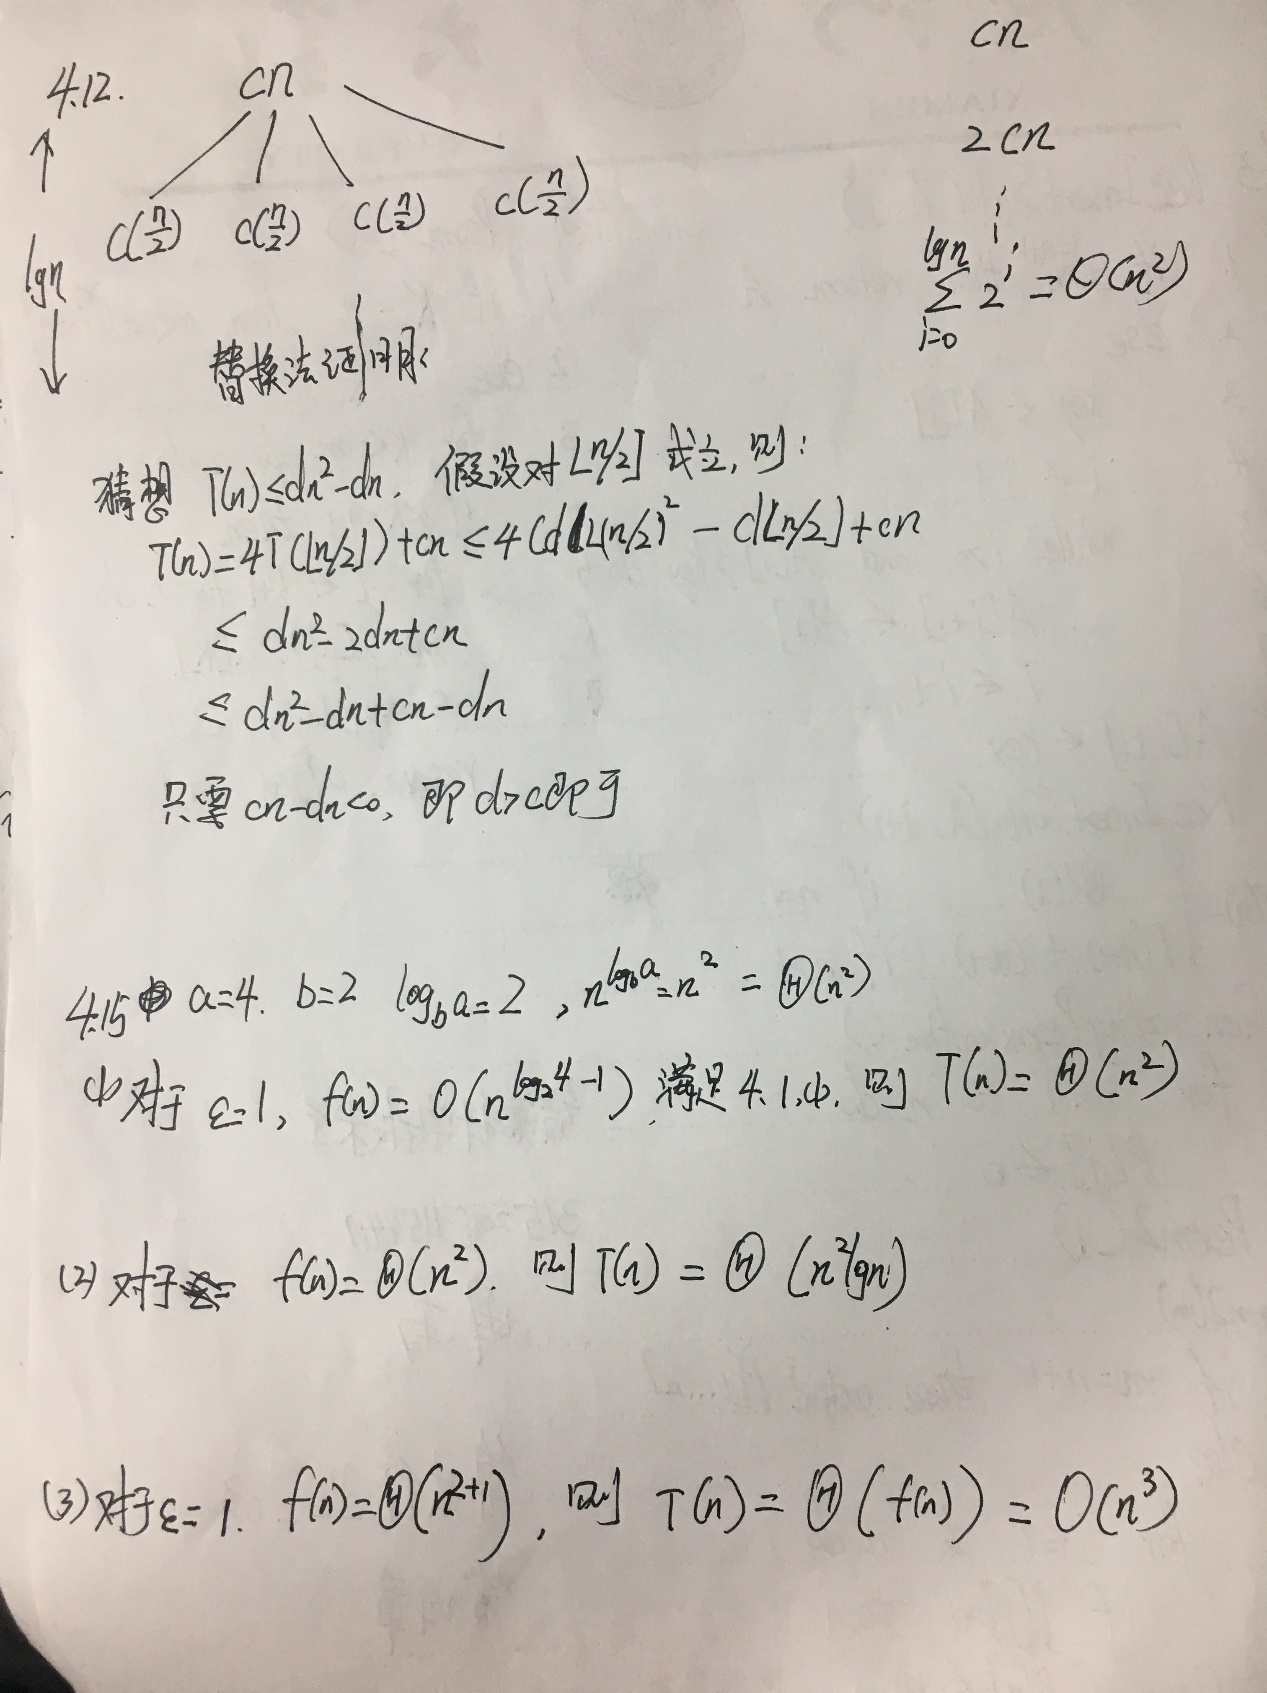 4.12.
cn
c(n/2) c(n/2) c(n/2) c(n/2)
lgn
cn
2cn
lgn
∑ 2^i = Θ(n²)
i=0
替换法证明
猜想 T(n)≤dn²-dn. 假设对⌊n/2⌋成立,则:
T(n)=4T(⌊n/2⌋)+cn≤4(d⌊(n/2)² - d⌊n/2⌋+cn
≤ dn²-2dn+cn
≤ dn²-dn+cn-dn
只要 cn-dn<0, 即 d>c即可
4.15 a=4. b=2 log_b a=2 , n^(log_b a)=n² = Θ(n²)
(1)对于 ε=1, f(n)= O(n^(log₂4-1)) 满足 4.1,(1). 则 T(n)= Θ(n²)
(2)对于 f(n)=Θ(n²). 则 T(n) = Θ (n²lgn)
(3)对于ε=1. f(n)=Θ(n^(2+1)), 则 T(n)= Θ(f(n)) = O(n³)